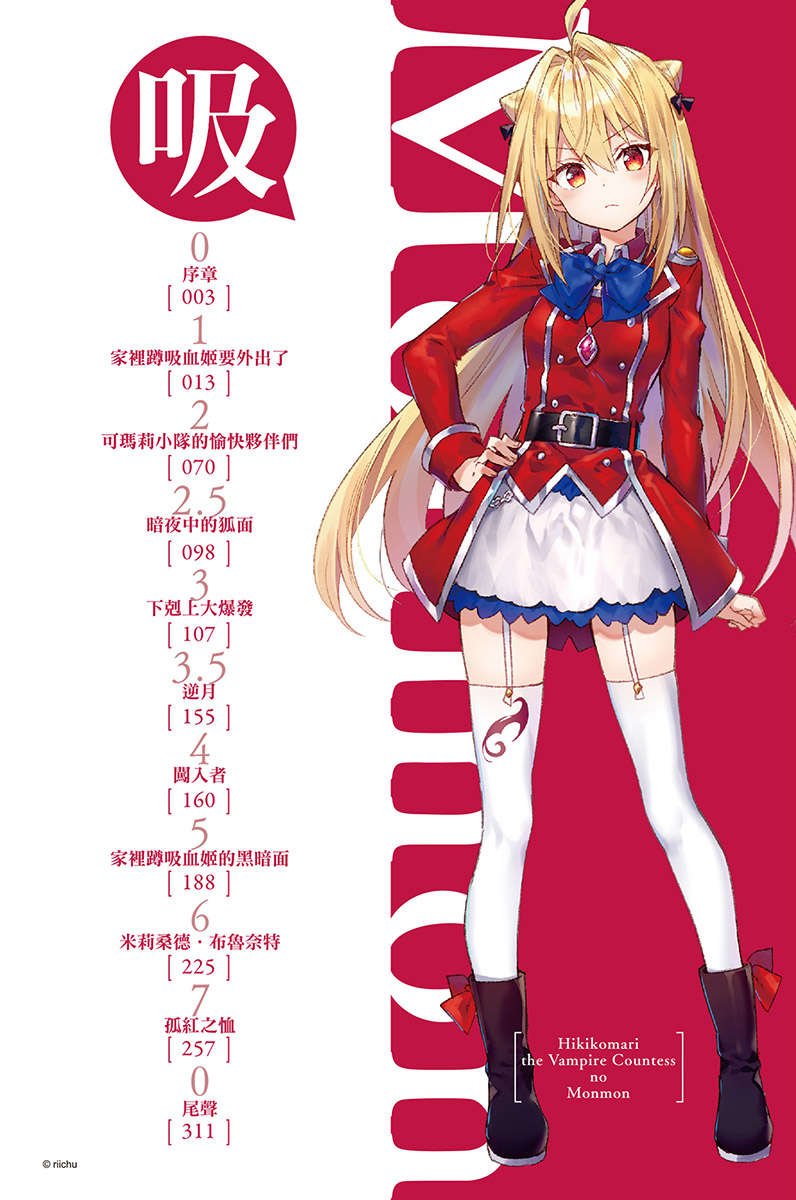 吸
0
序章
[ 003 ]
1
家裡蹲吸血姬要外出了
[ 013 ]
2
可瑪莉小隊的愉快夥伴們
[ 070 ]
2.5
暗夜中的狐面
[ 098 ]
3
下剋上大爆發
[ 107 ]
3.5
逆月
[ 155 ]
4
闖入者
[ 160 ]
5
家裡蹲吸血姬的黑暗面
[ 188 ]
6
米莉桑德・布魯奈特
[ 225 ]
7
孤紅之恤
[ 257 ]
0
尾聲
[ 311 ]
Hikikomari
the Vampire Countess
no
Monmon
© riichu